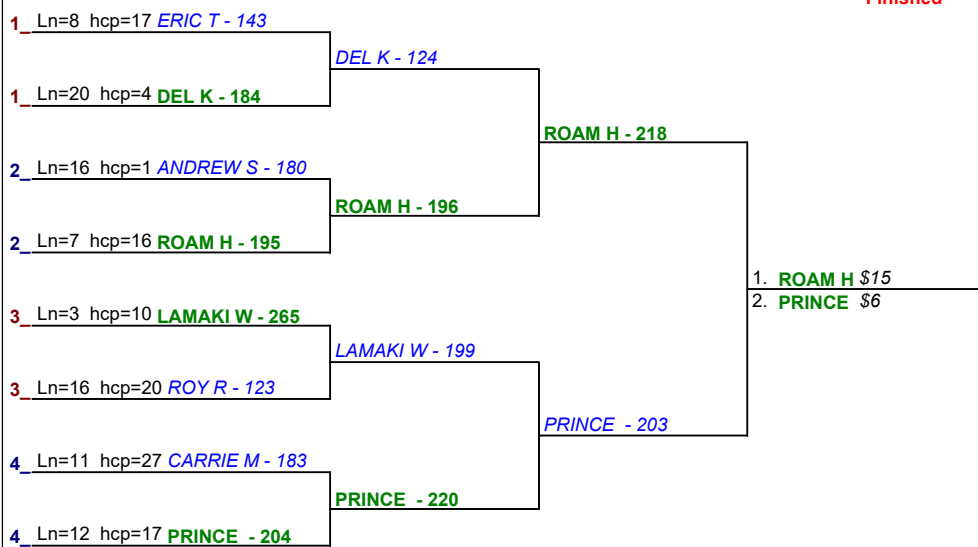 Finished
1_ Ln=8 hcp=17 ERIC T - 143
DEL K - 124
1_ Ln=20 hcp=4 DEL K - 184
ROAM H - 218
2_ Ln=16 hcp=1 ANDREW S - 180
ROAM H - 196
2_ Ln=7 hcp=16 ROAM H - 195
1. ROAM H $15
2. PRINCE $6
3_ Ln=3 hcp=10 LAMAKI W - 265
LAMAKI W - 199
3_ Ln=16 hcp=20 ROY R - 123
PRINCE - 203
4_ Ln=11 hcp=27 CARRIE M - 183
PRINCE - 220
4_ Ln=12 hcp=17 PRINCE - 204